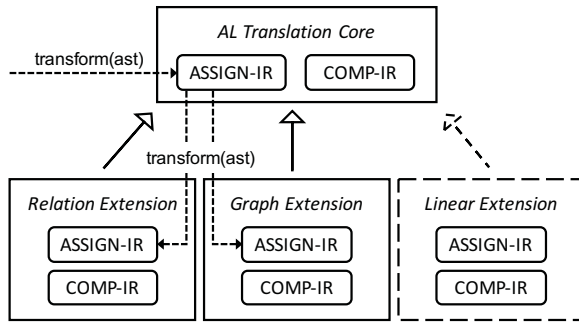 AL Translation Core
transform(ast)
ASSIGN-IR
COMP-IR
transform(ast)
Relation Extension
Graph Extension
Linear Extension
ASSIGN-IR
ASSIGN-IR
ASSIGN-IR
COMP-IR
COMP-IR
COMP-IR